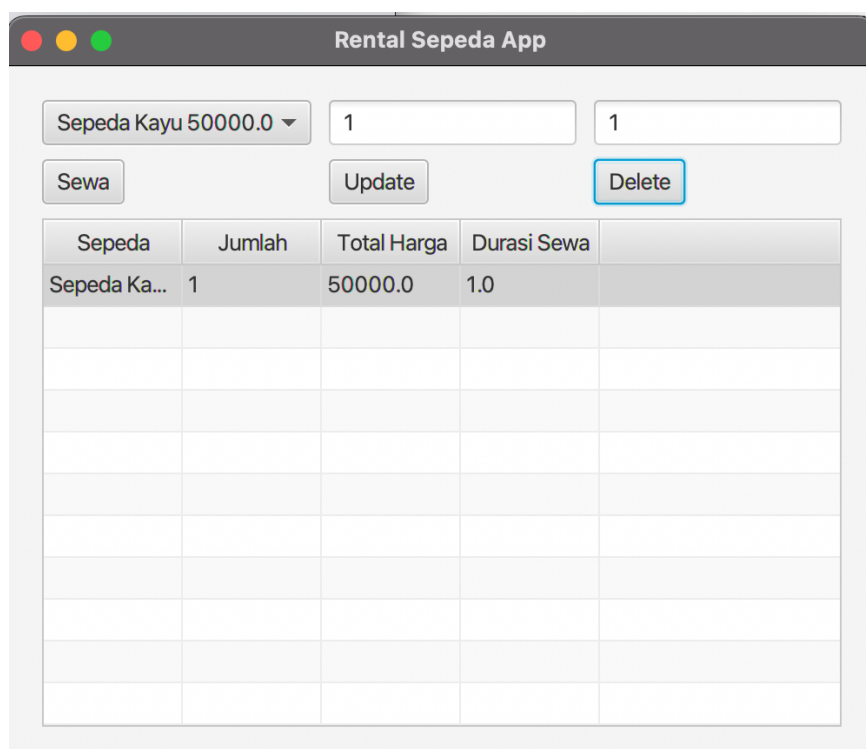 Rental Sepeda App
Sepeda Kayu 50000.0 1 1
Sewa Update Delete
Sepeda Jumlah Total Harga Durasi Sewa
Sepeda Ka... 1 50000.0 1.0